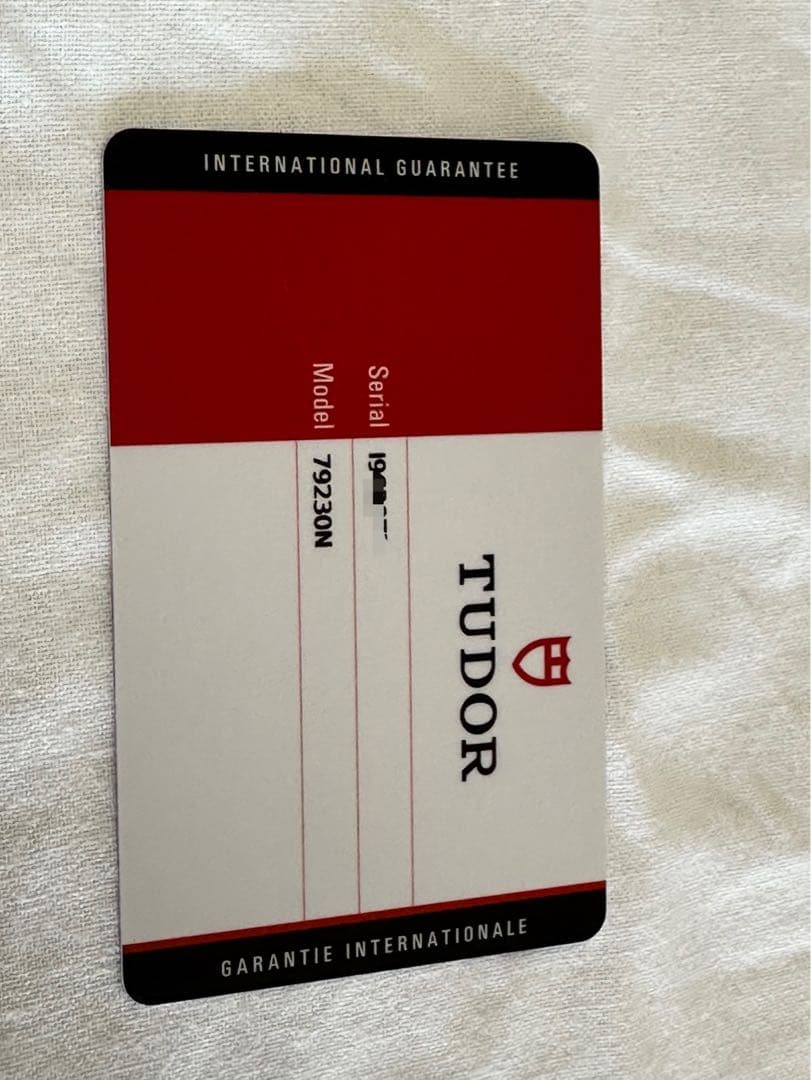 INTERNATIONAL GUARANTEE
TUDOR
Serial
Model 79230N
GARANTIE INTERNATIONALE